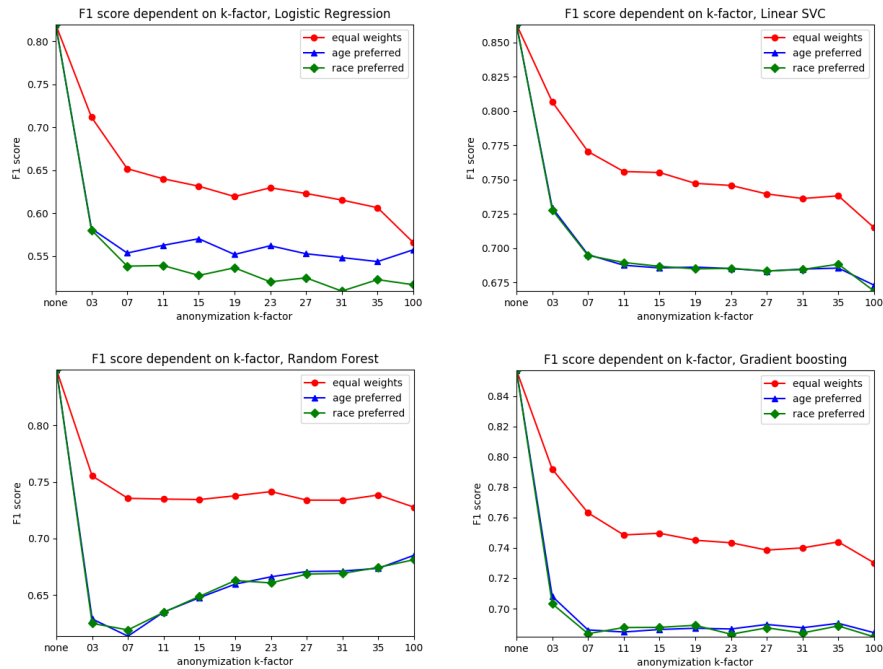 F1 score dependent on k-factor, Logistic Regression
0.80
0.75
0.70
0.65
0.60
0.55
F1 score
equal weights
age preferred
race preferred
none 03 07 11 15 19 23 27 31 35 100
anonymization k-factor
F1 score dependent on k-factor, Linear SVC
0.850
0.825
0.800
0.775
0.750
0.725
0.700
0.675
F1 score
equal weights
age preferred
race preferred
none 03 07 11 15 19 23 27 31 35 100
anonymization k-factor
F1 score dependent on k-factor, Random Forest
0.80
0.75
0.70
0.65
F1 score
equal weights
age preferred
race preferred
none 03 07 11 15 19 23 27 31 35 100
anonymization k-factor
F1 score dependent on k-factor, Gradient boosting
0.84
0.82
0.80
0.78
0.76
0.74
0.72
0.70
F1 score
equal weights
age preferred
race preferred
none 03 07 11 15 19 23 27 31 35 100
anonymization k-factor